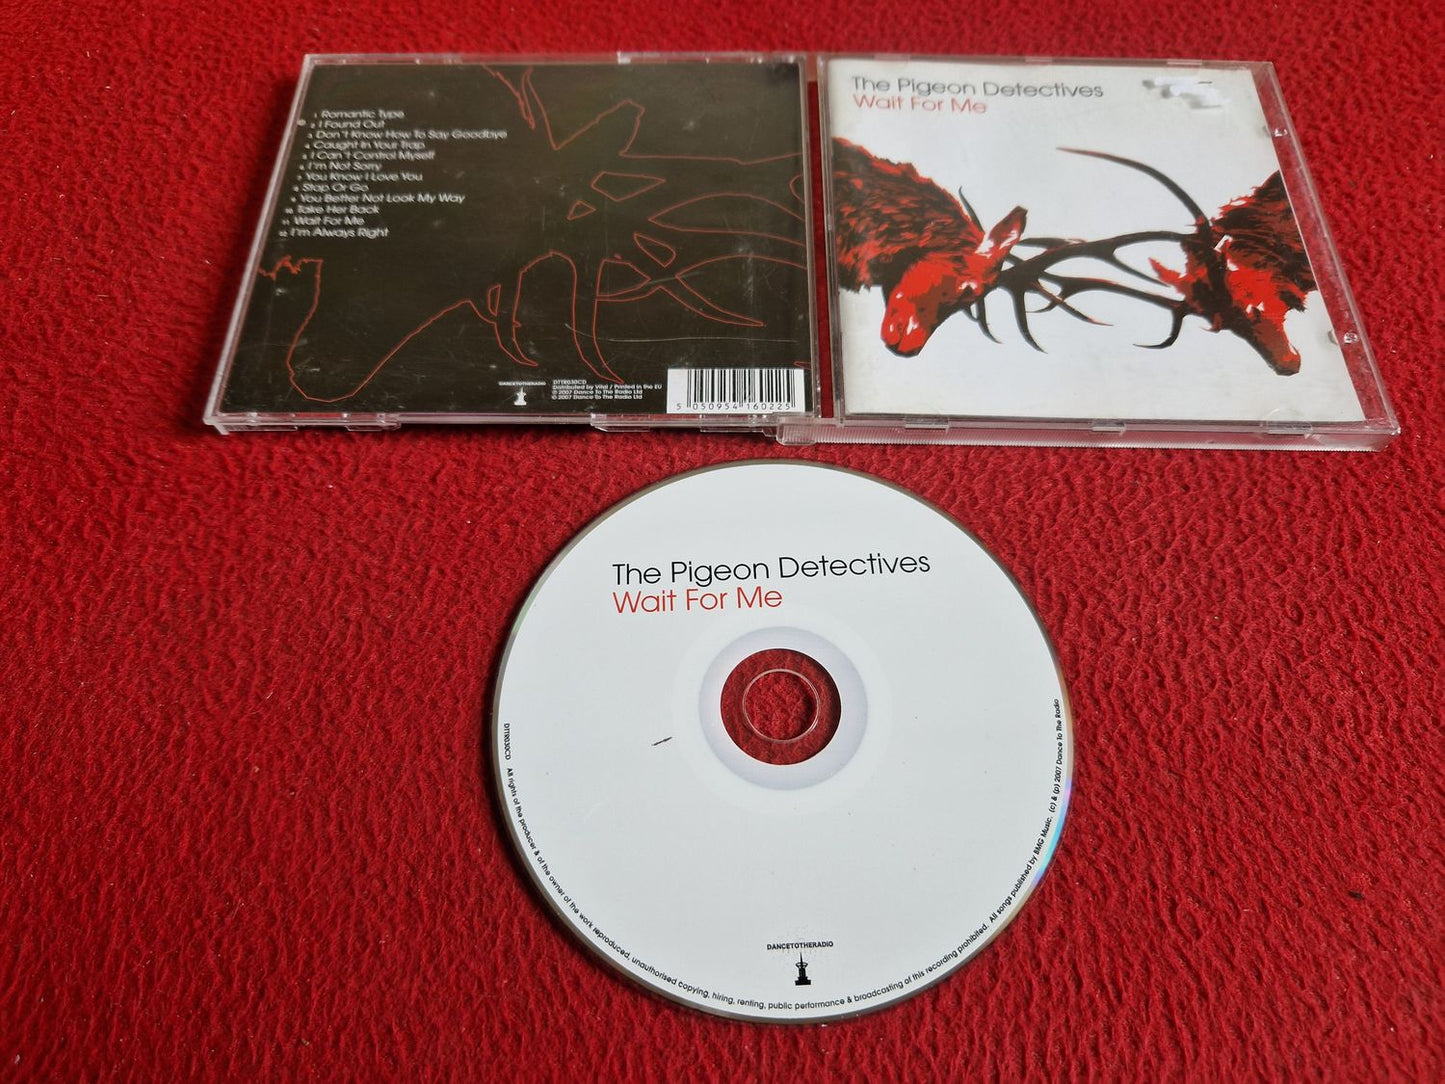 1 Romantic Type
2 I Found Out
3 Don't Know How To Say Goodbye
4 Caught In Your Trap
5 I Can't Control Myself
6 I'm Not Sorry
7 You Know I Love You
8 Stop Or Go
9 You Better Not Look My Way
10 Take Her Back
11 Wait For Me
12 I'm Always Right
DANCETOTHERADIO
DTTR030CD
Distributed by Vital / Printed in the EU
℗ 2007 Dance To The Radio Ltd
© 2007 Dance To The Radio Ltd
5 050954 160225
The Pigeon Detectives
Wait For Me
The Pigeon Detectives
Wait For Me
DTTR030CD All rights of the producer & of the owner of the work reproduced, unauthorised copying, hiring, renting, public performance & broadcasting of this recording prohibited. All songs published by BMG Music. (c) & (p) 2007 Dance To The Radio
DANCETOTHERADIO